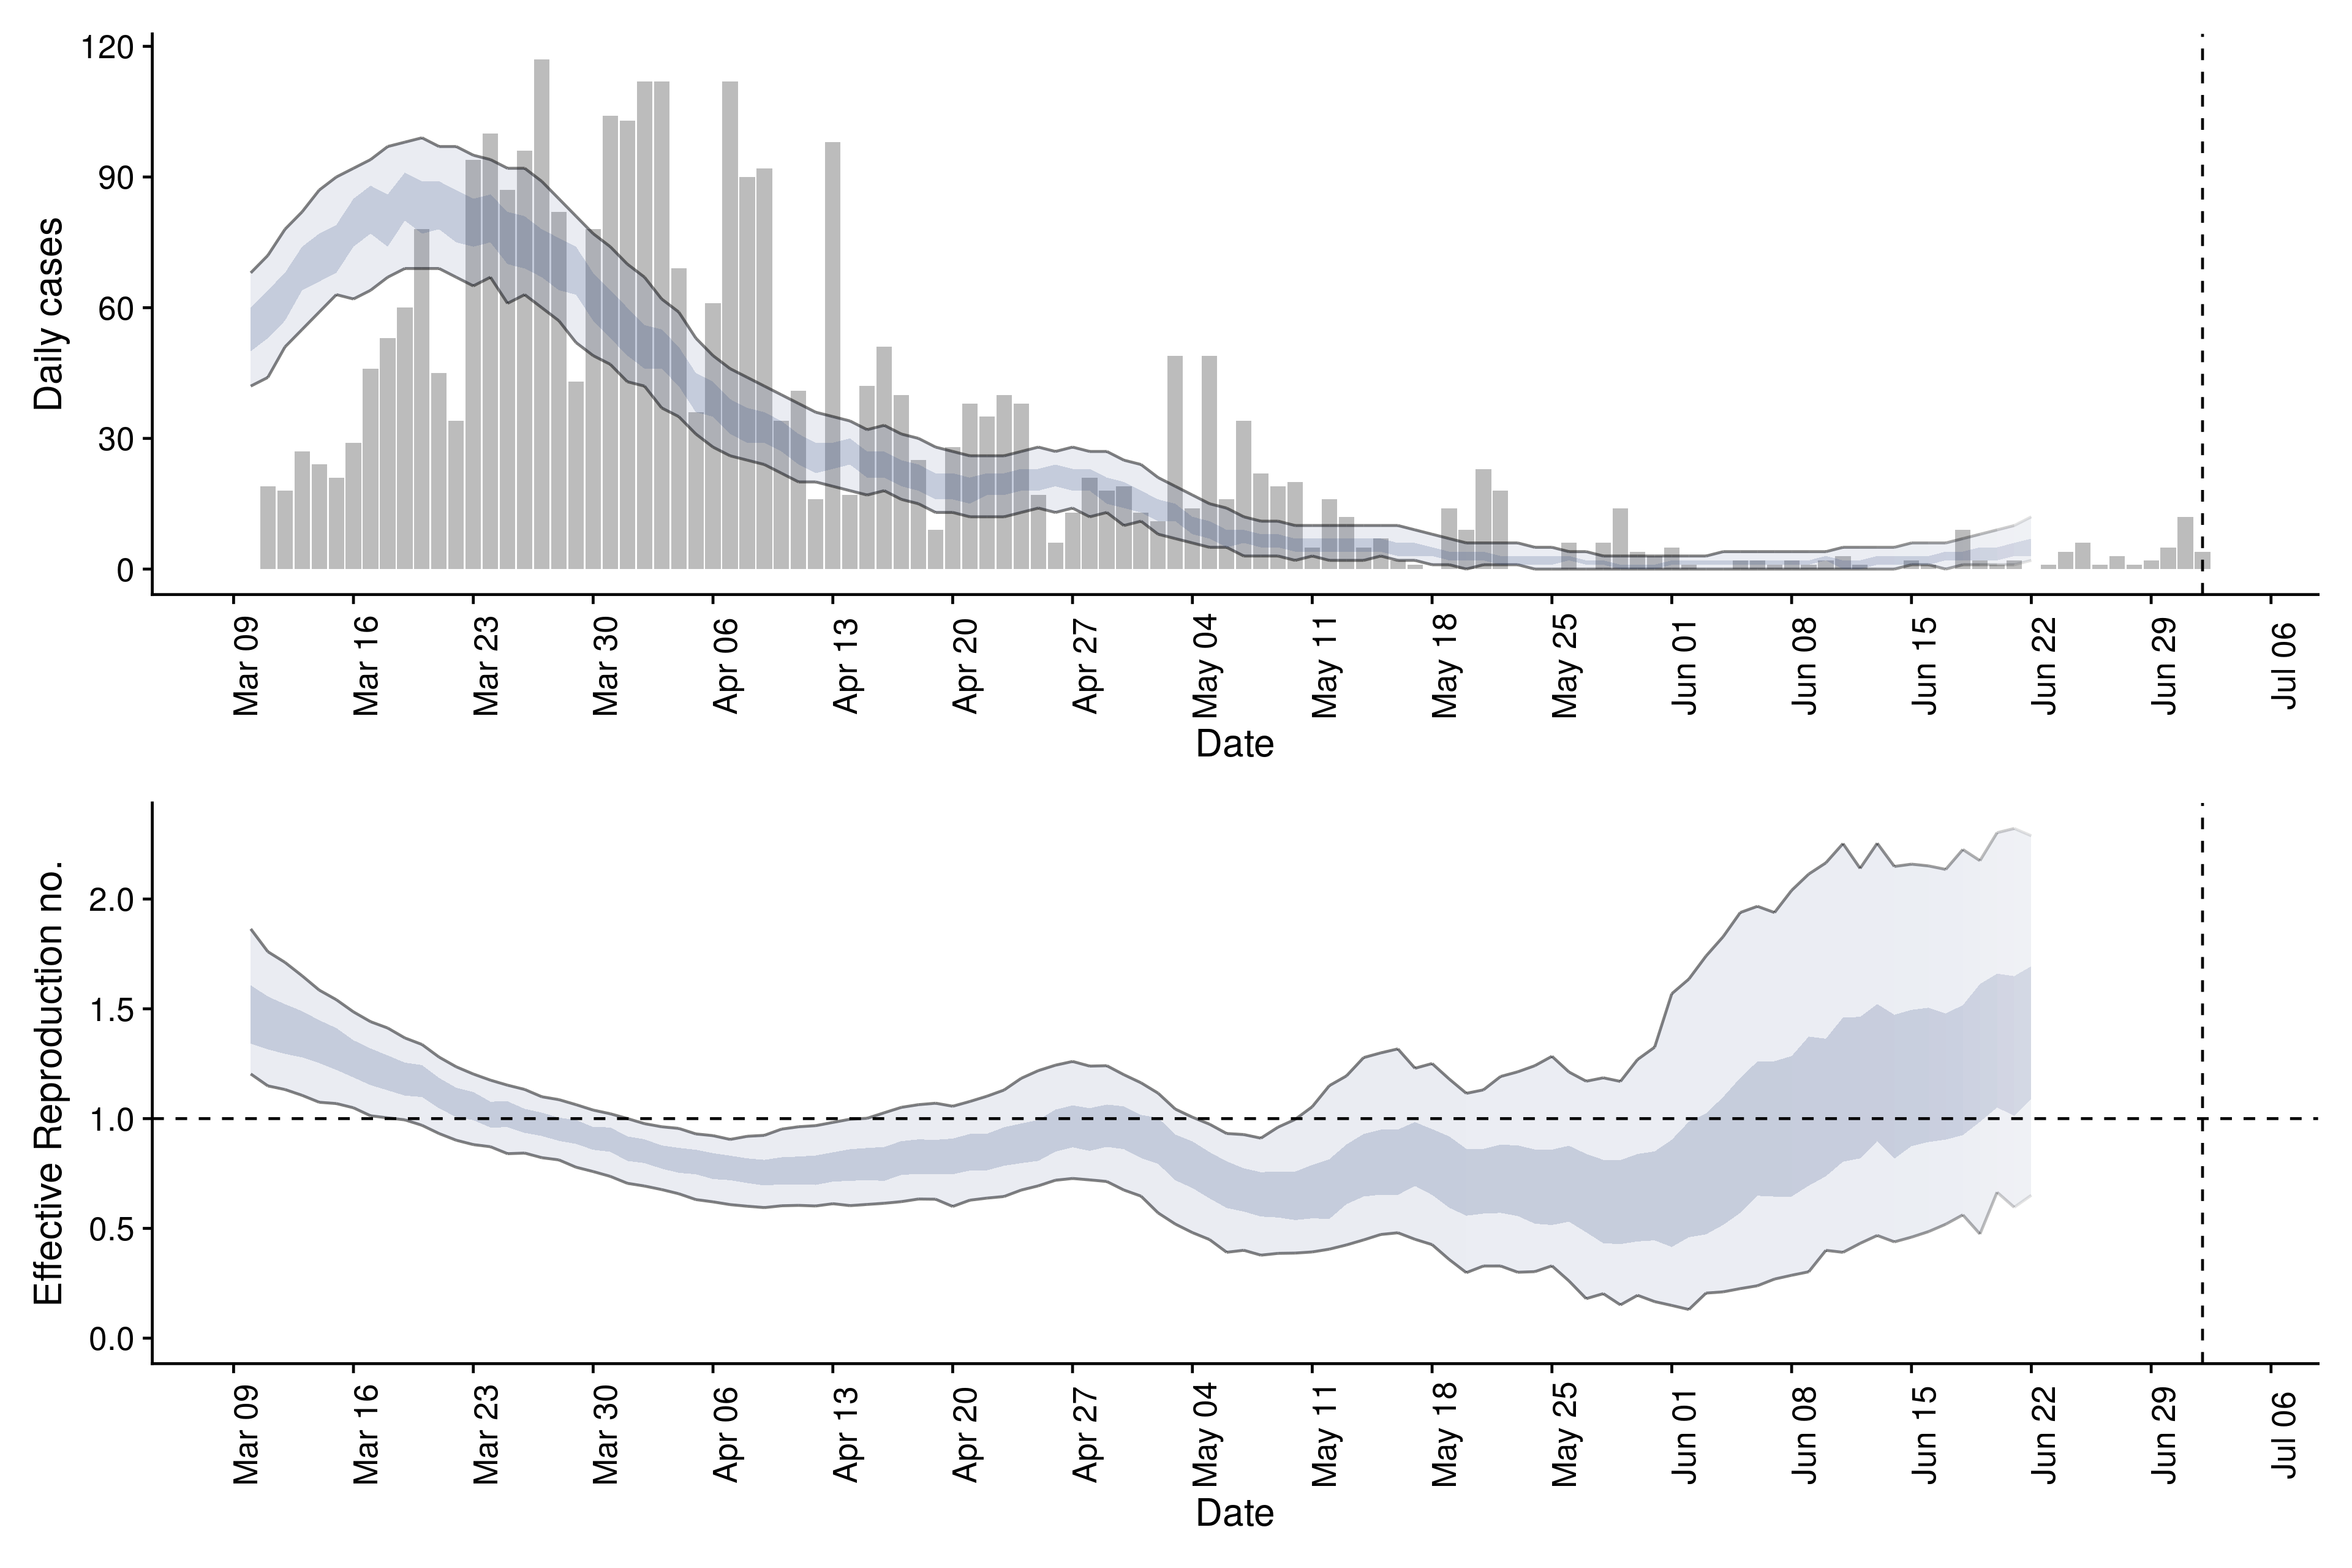 Daily cases
120
90
60
30
0
Mar 09
Mar 16
Mar 23
Mar 30
Apr 06
Apr 13
Apr 20
Apr 27
May 04
May 11
May 18
May 25
Jun 01
Jun 08
Jun 15
Jun 22
Jun 29
Jul 06
Date
Effective Reproduction no.
2.0
1.5
1.0
0.5
0.0
Mar 09
Mar 16
Mar 23
Mar 30
Apr 06
Apr 13
Apr 20
Apr 27
May 04
May 11
May 18
May 25
Jun 01
Jun 08
Jun 15
Jun 22
Jun 29
Jul 06
Date